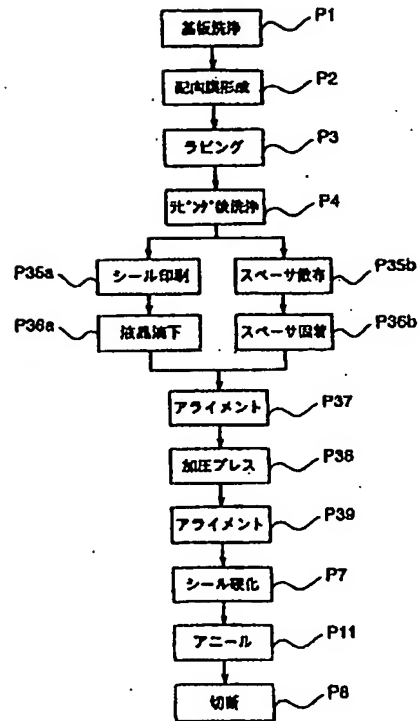 基板洗浄 P1
配向膜形成 P2
ラビング P3
ﾗﾋﾞﾝｸﾞ後洗浄 P4
P35a シール印刷 スペーサ散布 P35b
P36a 液晶滴下 スペーサ固着 P36b
アライメント P37
加圧プレス P38
アライメント P39
シール硬化 P7
アニール P11
切断 P8